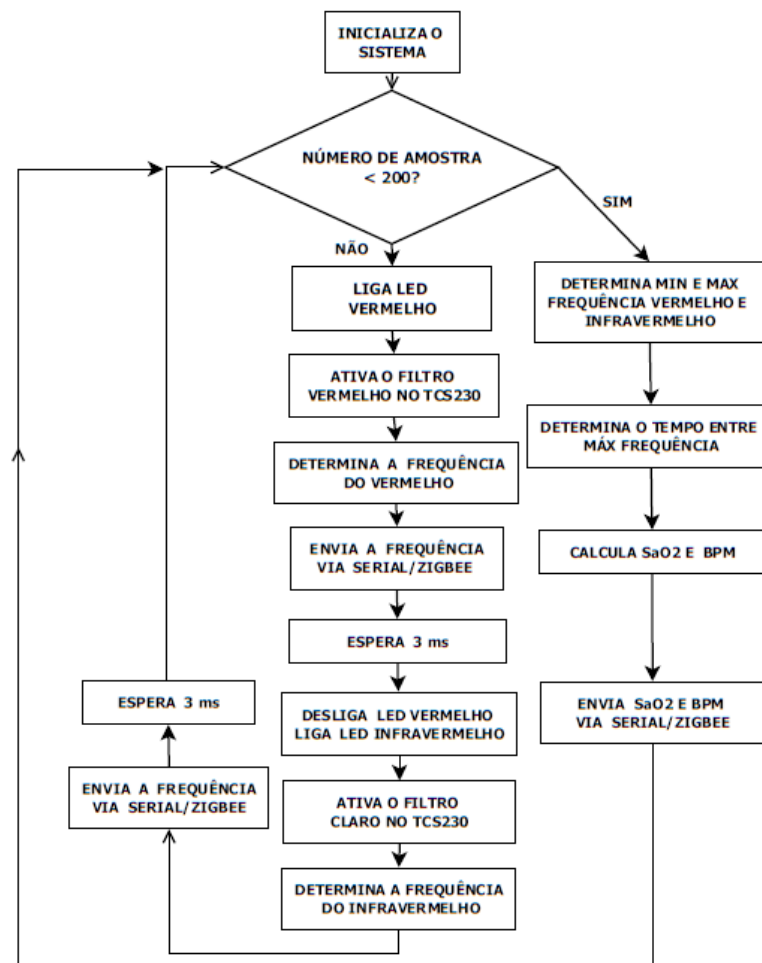 INICIALIZA O
SISTEMA
NÚMERO DE AMOSTRA
< 200?
SIM
NÃO
LIGA LED
VERMELHO
ATIVA O FILTRO
VERMELHO NO TCS230
DETERMINA A FREQUÊNCIA
DO VERMELHO
ENVIA A FREQUÊNCIA
VIA SERIAL/ZIGBEE
ESPERA 3 ms
DESLIGA LED VERMELHO
LIGA LED INFRAVERMELHO
ATIVA O FILTRO
CLARO NO TCS230
DETERMINA A FREQUÊNCIA
DO INFRAVERMELHO
ENVIA A FREQUÊNCIA
VIA SERIAL/ZIGBEE
ESPERA 3 ms
DETERMINA MIN E MAX
FREQUÊNCIA VERMELHO E
INFRAVERMELHO
DETERMINA O TEMPO ENTRE
MÁX FREQUÊNCIA
CALCULA SaO2 E BPM
ENVIA SaO2 E BPM
VIA SERIAL/ZIGBEE